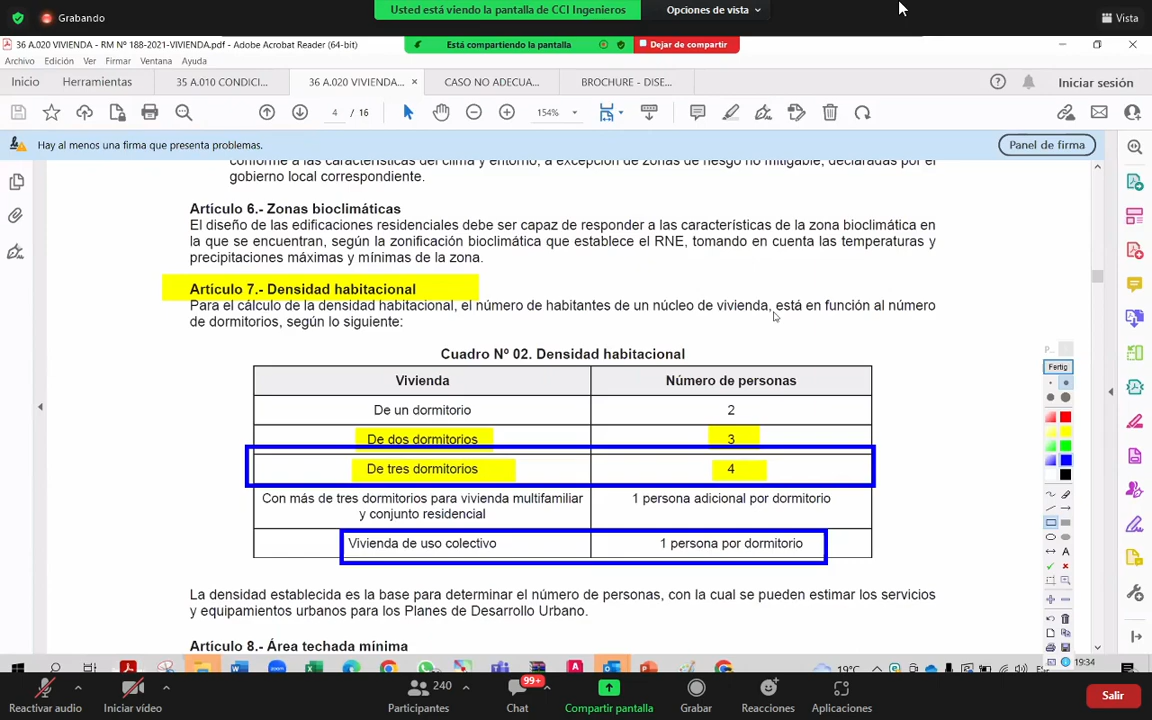 Usted está viendo la pantalla de CCI Ingenieros
Opciones de vista
Grabando
Vista
36 A.020 VIVIENDA - RM Nº 188-2021-VIVIENDA.pdf - Adobe Acrobat Reader (64-bit)
Está compartiendo la pantalla
Dejar de compartir
Archivo Edición Ver Firmar Ventana Ayuda
Inicio Herramientas 35 A.010 CONDICI... 36 A.020 VIVIENDA... × CASO NO ADECUA... BROCHURE - DISE... Iniciar sesión
4 / 16 154%
Hay al menos una firma que presenta problemas.
Panel de firma
conforme a las características del clima y entorno, a excepción de zonas de riesgo no mitigable, declaradas por el
gobierno local correspondiente.
Artículo 6.- Zonas bioclimáticas
El diseño de las edificaciones residenciales debe ser capaz de responder a las características de la zona bioclimática en
la que se encuentran, según la zonificación bioclimática que establece el RNE, tomando en cuenta las temperaturas y
precipitaciones máximas y mínimas de la zona.
Artículo 7.- Densidad habitacional
Para el cálculo de la densidad habitacional, el número de habitantes de un núcleo de vivienda, está en función al número
de dormitorios, según lo siguiente:
Cuadro Nº 02. Densidad habitacional
Vivienda Número de personas
De un dormitorio 2
De dos dormitorios 3
De tres dormitorios 4
Con más de tres dormitorios para vivienda multifamiliar
y conjunto residencial
1 persona adicional por dormitorio
Vivienda de uso colectivo 1 persona por dormitorio
La densidad establecida es la base para determinar el número de personas, con la cual se pueden estimar los servicios
y equipamientos urbanos para los Planes de Desarrollo Urbano.
Artículo 8.- Área techada mínima
Fertig
A
19°C
ESP
19:34
Reactivar audio
Iniciar vídeo
240
Participantes
99+
Chat
Compartir pantalla
Grabar
Reacciones
Aplicaciones
Salir